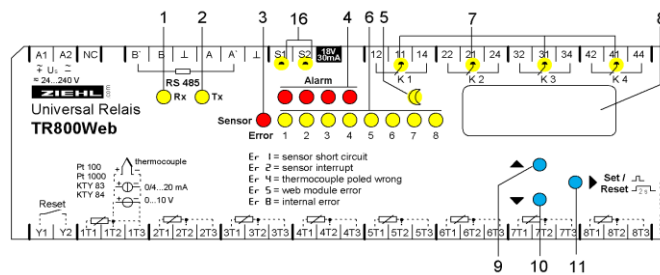 1 2 3 16 4 6 5 7 8
A1 A2 NC B' B ⊥ A A' ⊥ S1 S2 18V 30mA 12 11 14 22 21 24 32 31 34 42 41 44
∓ Us ±
≂ 24...240 V
RS 485
Alarm
K 1 K 2 K 3 K 4
ZIEHL .com
Rx Tx
Universal Relais
TR800Web
Sensor
Error 1 2 3 4 5 6 7 8
Er 1 = sensor short circuit
Er 2 = sensor interrupt
Er 4 = thermocouple poled wrong
Er 5 = web module error
Er 8 = internal error
Pt 100
Pt 1000
KTY 83
KTY 84
thermocouple
0/4...20 mA
0...10 V
Set /
Reset
Reset
Y1 Y2 1T1 1T2 1T3 2T1 2T2 2T3 3T1 3T2 3T3 4T1 4T2 4T3 5T1 5T2 5T3 6T1 6T2 6T3 7T1 7T2 7T3 8T1 8T2 8T3
9 10 11